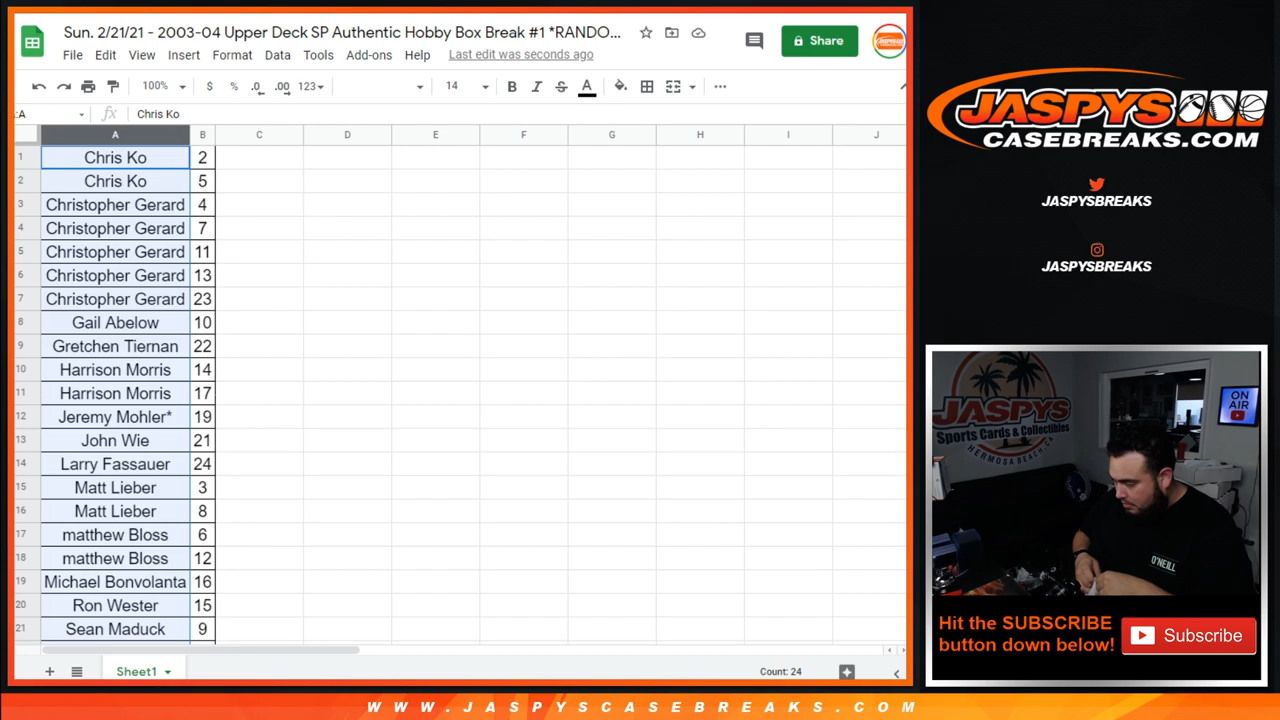 Sun. 2/21/21 - 2003-04 Upper Deck SP Authentic Hobby Box Break #1 *RANDO...
Share
File Edit View Insert Format Data Tools Add-ons Help Last edit was seconds ago
100% $ % .0 .00 123 14 B I S A
:A fx Chris Ko
A B C D E F G H I J
1 Chris Ko 2
2 Chris Ko 5
3 Christopher Gerard 4
4 Christopher Gerard 7
5 Christopher Gerard 11
6 Christopher Gerard 13
7 Christopher Gerard 23
8 Gail Abelow 10
9 Gretchen Tiernan 22
10 Harrison Morris 14
11 Harrison Morris 17
12 Jeremy Mohler* 19
13 John Wie 21
14 Larry Fassauer 24
15 Matt Lieber 3
16 Matt Lieber 8
17 matthew Bloss 6
18 matthew Bloss 12
19 Michael Bonvolanta 16
20 Ron Wester 15
21 Sean Maduck 9
Sheet1
Count: 24
JASPYS
CASEBREAKS.COM
JASPYSBREAKS
JASPYSBREAKS
JASPYS
Sports Cards & Collectibles
HERMOSA BEACH, CA
ON
AIR
O'NEILL
Hit the SUBSCRIBE
button down below!
Subscribe
WWW.JASPYSCASEBREAKS.COM